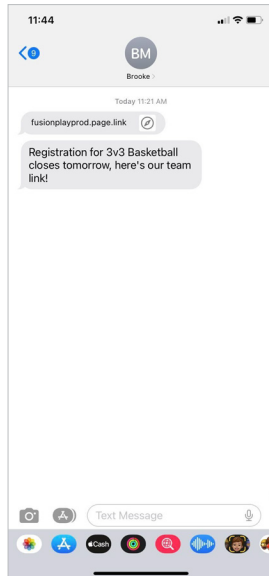 11:44
9
BM
Brooke
Today 11:21 AM
fusionplayprod.page.link
Registration for 3v3 Basketball
closes tomorrow, here's our team
link!
Text Message
Cash